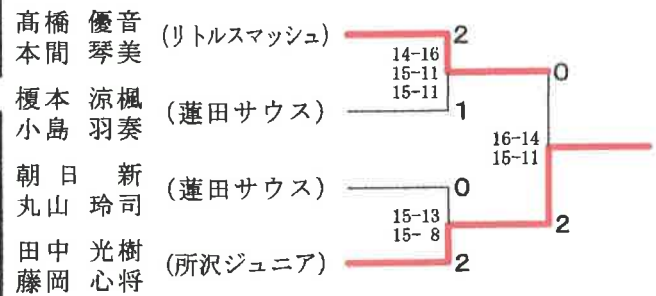 髙橋 優音 (リトルスマッシュ) 2
本間 琴美
14-16
15-11
15-11
0
榎本 涼楓 (蓮田サウス) 1
小島 羽奏
16-14
15-11
朝日 新 (蓮田サウス) 0
丸山 玲司
15-13
15- 8
2
田中 光樹 (所沢ジュニア) 2
藤岡 心将